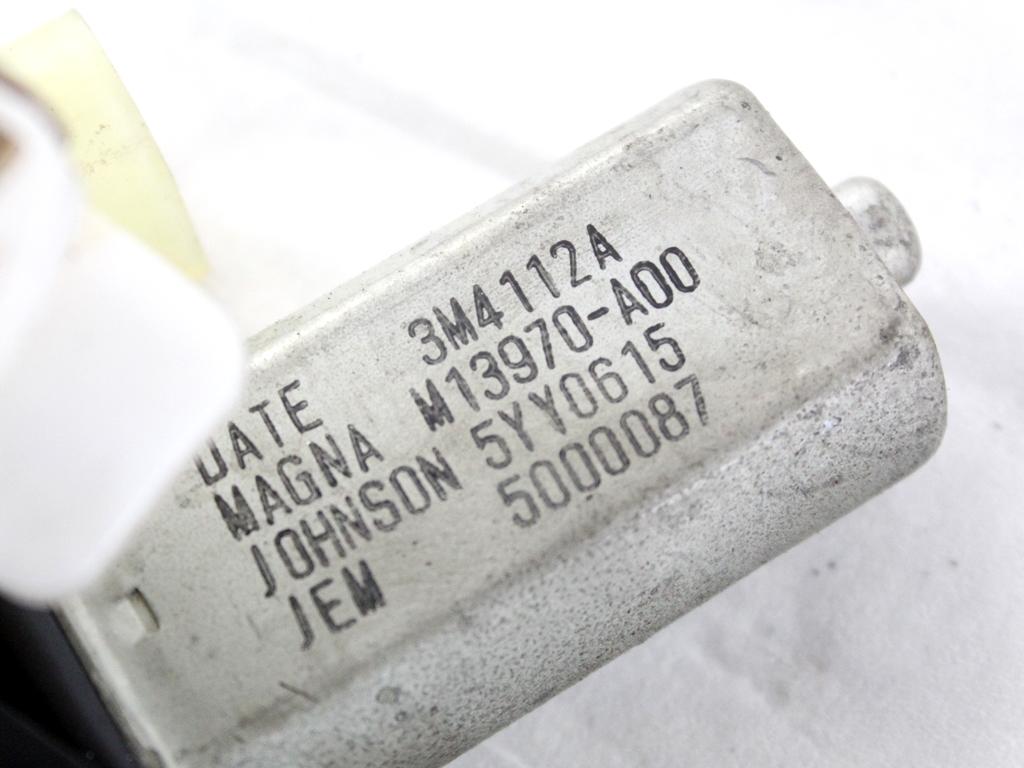 DATE 3M4112A
MAGNA M13970-A00
JOHNSON 5YY0615
JEM 5000087